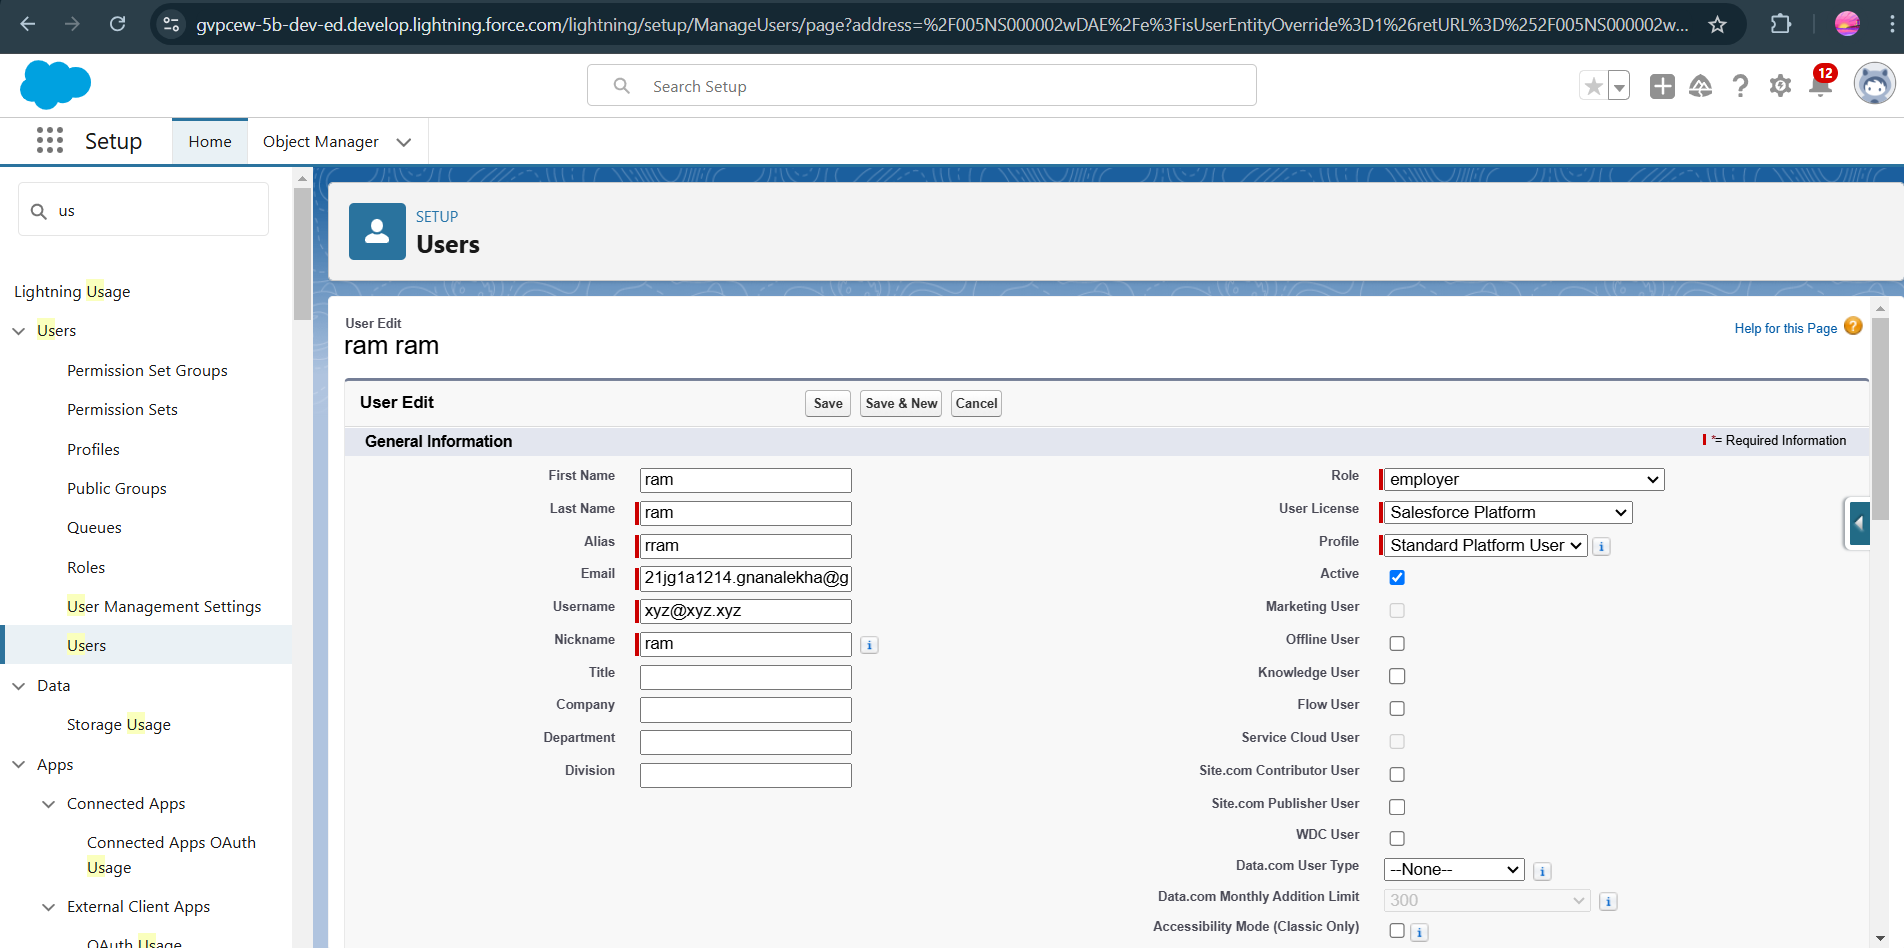 gvpcew-5b-dev-ed.develop.lightning.force.com/lightning/setup/ManageUsers/page?address=%2F005NS000002wDAE%2Fe%3FisUserEntityOverride%3D1%26retURL%3D%252F005NS000002w...
Search Setup
12
Setup
Home
Object Manager
us
SETUP
Users
Lightning Usage
Users
Permission Set Groups
Permission Sets
Profiles
Public Groups
Queues
Roles
User Management Settings
Users
Data
Storage Usage
Apps
Connected Apps
Connected Apps OAuth
Usage
External Client Apps
OAuth Usage
User Edit
ram ram
Help for this Page
User Edit
Save
Save & New
Cancel
General Information
*= Required Information
First Name ram
Last Name ram
Alias rram
Email 21jg1a1214.gnanalekha@g
Username xyz@xyz.xyz
Nickname ram
Title
Company
Department
Division
Role employer
User License Salesforce Platform
Profile Standard Platform User
Active
Marketing User
Offline User
Knowledge User
Flow User
Service Cloud User
Site.com Contributor User
Site.com Publisher User
WDC User
Data.com User Type --None--
Data.com Monthly Addition Limit 300
Accessibility Mode (Classic Only)